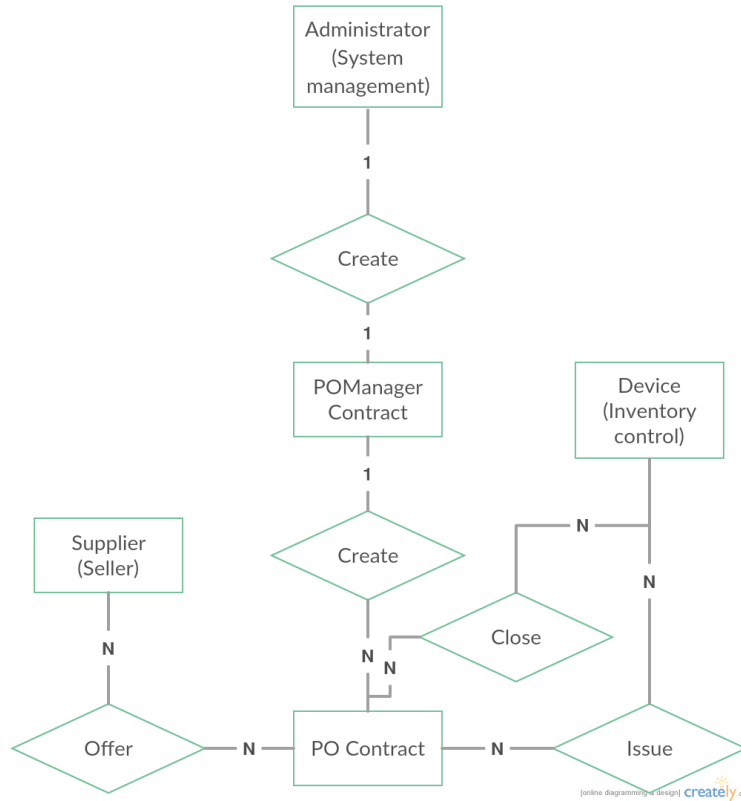 Administrator
(System
management)
1
Create
1
POManager
Contract
Device
(Inventory
control)
1
Supplier
(Seller)
N
Create
N
Close
N
N
N
Offer
N
PO Contract
N
Issue
[online diagramming & design] creately.c